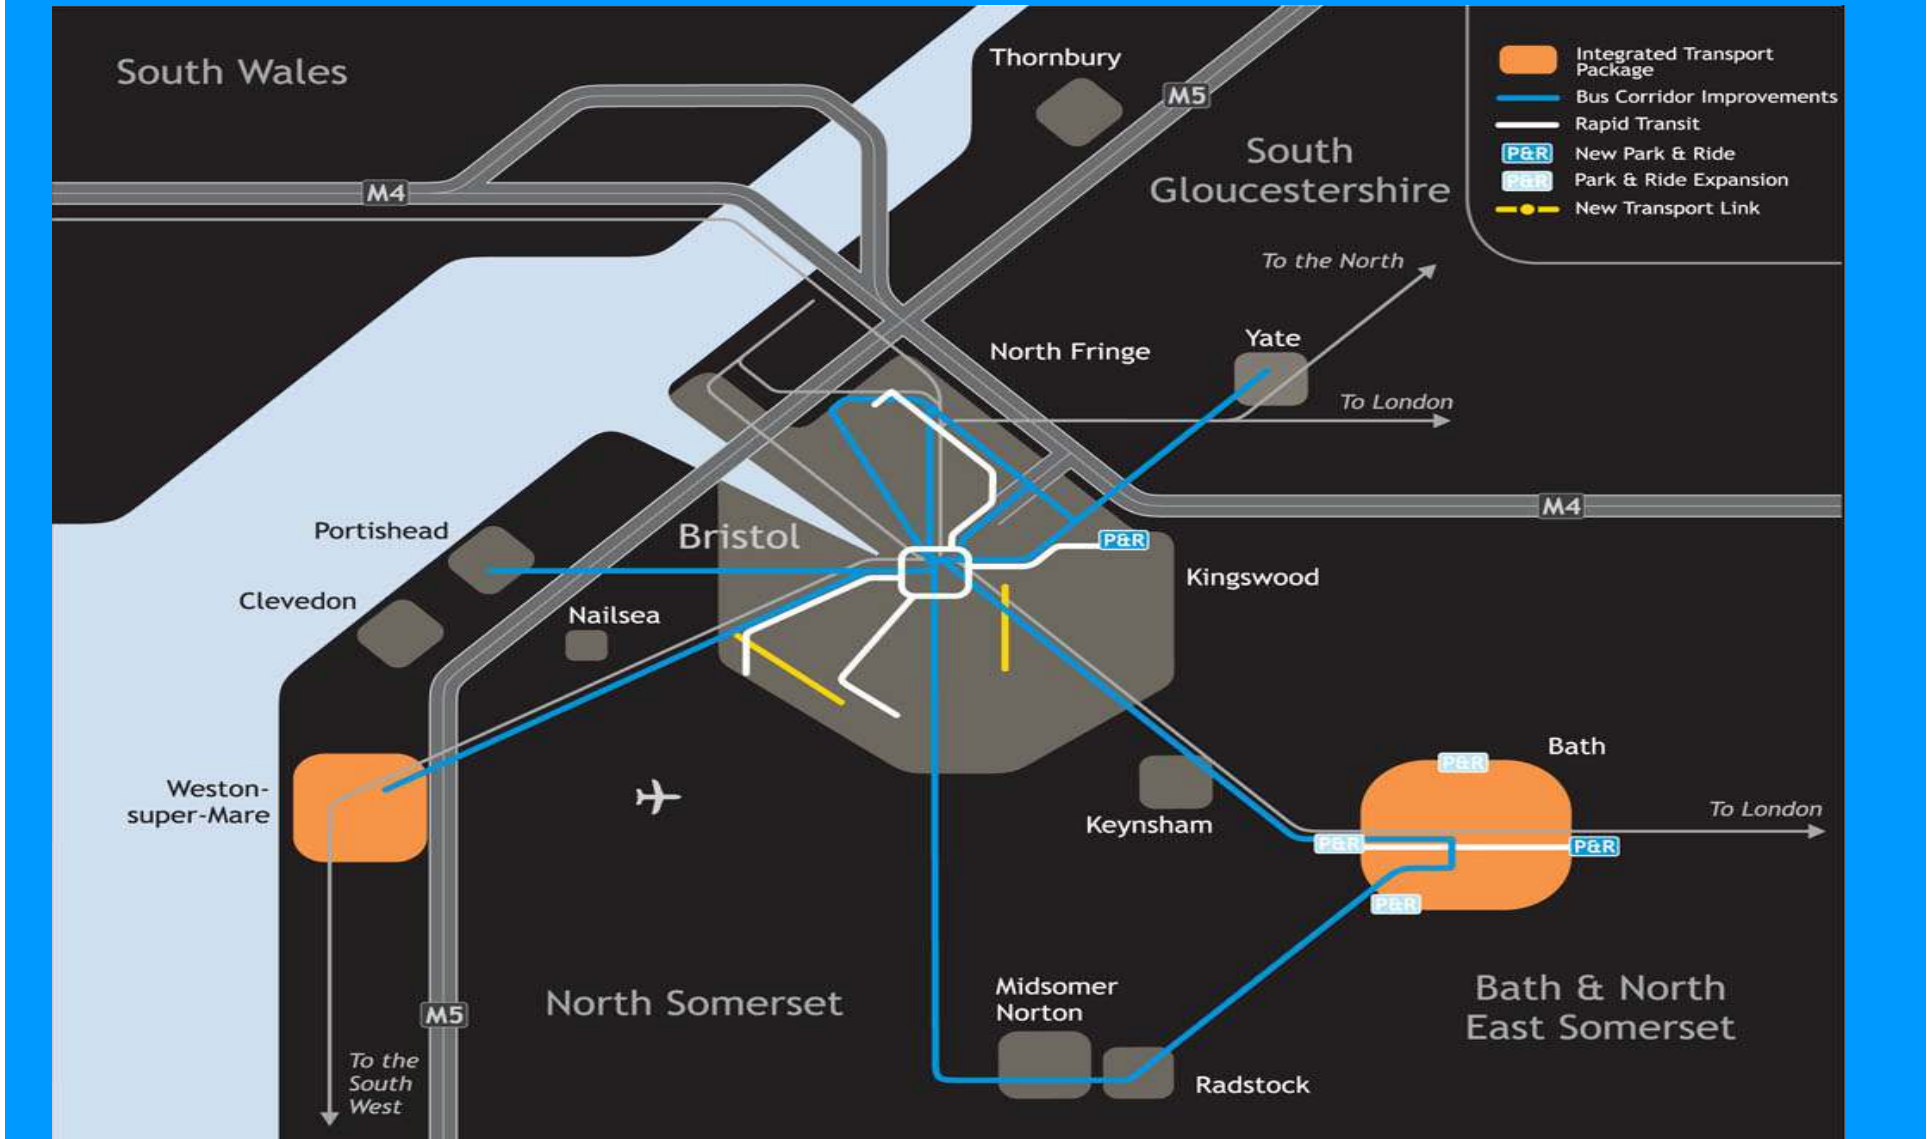 South Wales
Thornbury
M5
Integrated Transport
Package
Bus Corridor Improvements
Rapid Transit
P&R New Park & Ride
P&R Park & Ride Expansion
New Transport Link
South
Gloucestershire
M4
To the North
North Fringe
Yate
To London
M4
Portishead
Bristol
P&R
Kingswood
Clevedon
Nailsea
Bath
P&R
Weston-
super-Mare
Keynsham
To London
P&R
P&R
P&R
Midsomer
Norton
North Somerset
Bath & North
East Somerset
M5
To the
South
West
Radstock